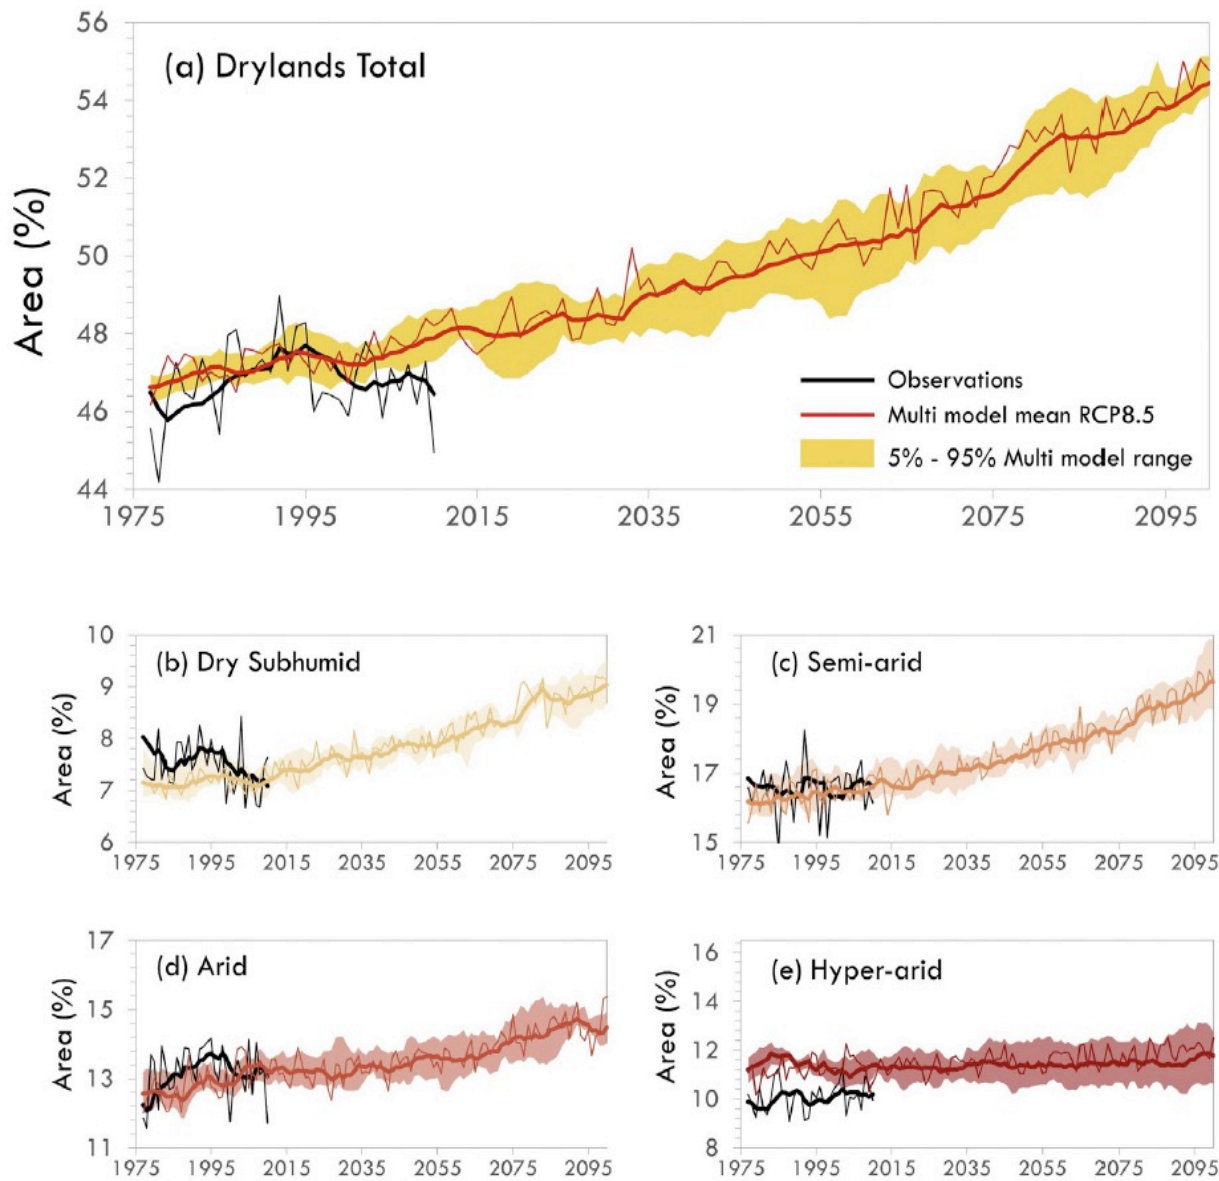 (a) Drylands Total
Area (%)
56
54
52
50
48
46
44
1975 1995 2015 2035 2055 2075 2095
Observations
Multi model mean RCP8.5
5% - 95% Multi model range
(b) Dry Subhumid
Area (%)
10
9
8
7
6
1975 1995 2015 2035 2055 2075 2095
(c) Semi-arid
Area (%)
21
19
17
15
1975 1995 2015 2035 2055 2075 2095
(d) Arid
Area (%)
17
15
13
11
1975 1995 2015 2035 2055 2075 2095
(e) Hyper-arid
Area (%)
16
14
12
10
8
1975 1995 2015 2035 2055 2075 2095